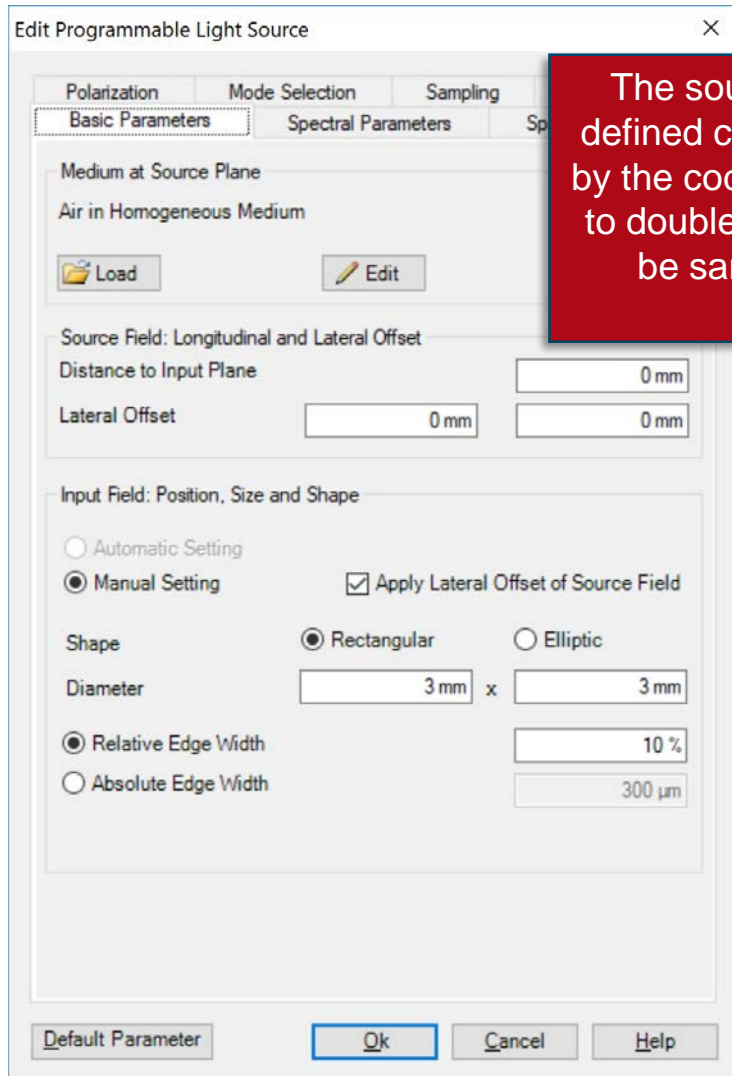 Edit Programmable Light Source
Polarization Mode Selection Sampling
Basic Parameters Spectral Parameters
The
defined
by the
to double
be
Medium at Source Plane
Air in Homogeneous Medium
Load Edit
Source Field: Longitudinal and Lateral Offset
Distance to Input Plane 0 mm
Lateral Offset 0 mm 0 mm
Input Field: Position, Size and Shape
Automatic Setting
Manual Setting Apply Lateral Offset of Source Field
Shape Rectangular Elliptic
Diameter 3 mm x 3 mm
Relative Edge Width 10 %
Absolute Edge Width 300 µm
Default Parameter Ok Cancel Help